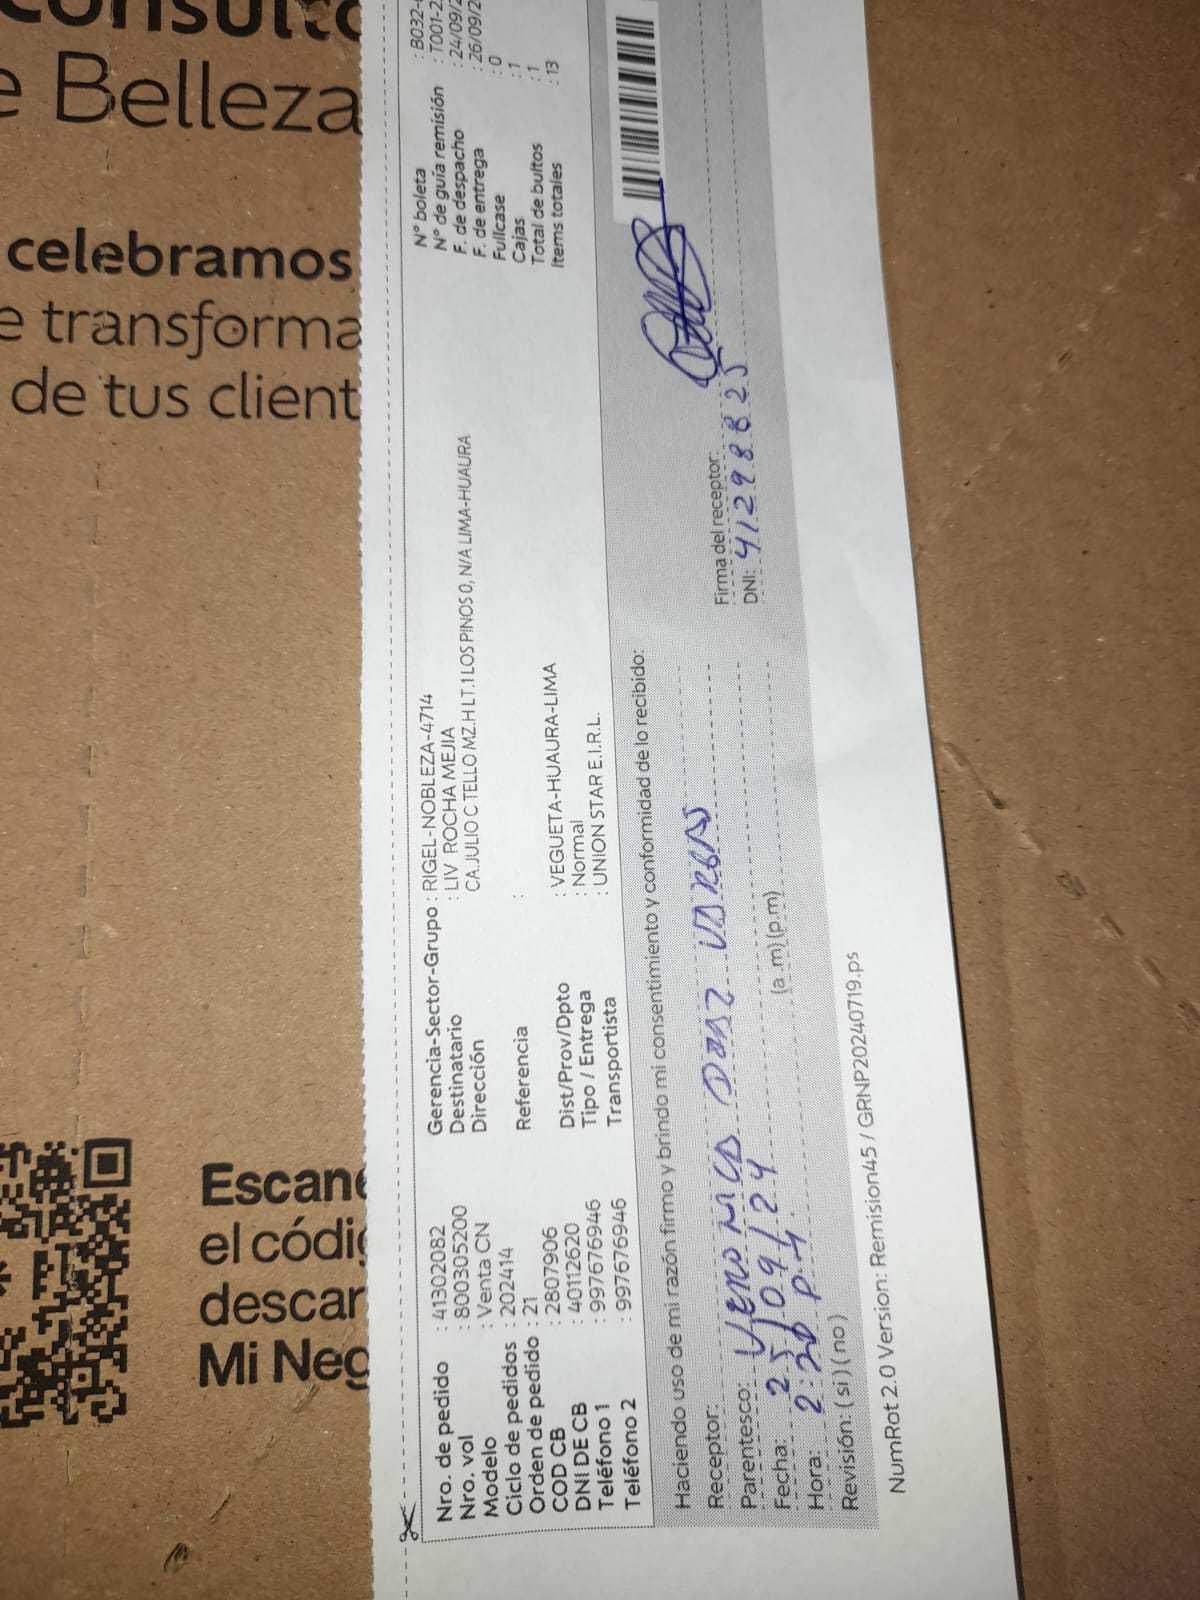 Consulto
e Belleza
celebramos
e transforma
de tus client
Escane
el códig
descar
Mi Neg
Nro. de pedido : 41302082
Nro. vol : 800305200
Modelo : Venta CN
Ciclo de pedidos : 202414
Orden de pedido : 21
COD CB : 2807906
DNI DE CB : 40112620
Teléfono 1 : 997676946
Teléfono 2 : 997676946
Gerencia-Sector-Grupo : RIGEL-NOBLEZA-4714
Destinatario : LIV ROCHA MEJIA
Dirección CA.JULIO C TELLO MZ.H LT.1 LOS PINOS 0, N/A LIMA-HUAURA
Referencia :
Dist/Prov/Dpto : VEGUETA-HUAURA-LIMA
Tipo / Entrega : Normal
Transportista : UNION STAR E.I.R.L.
N° boleta : B032-
N° de guía remisión : T001-2
F. de despacho : 24/09/2
F. de entrega : 26/09/2
Fullcase : 0
Cajas : 1
Total de bultos : 1
Items totales : 13
Haciendo uso de mi razón firmo y brindo mi consentimiento y conformidad de lo recibido:
Receptor:
Parentesco: VERONICA DIAZ VARGAS
Fecha: 25/09/24
Hora: 2:20 P.M (a.m) (p.m)
Revisión: ( si ) ( no )
Firma del receptor:
DNI: 41298825
NumRot 2.0 Version: Remision45 / GRNP20240719.ps